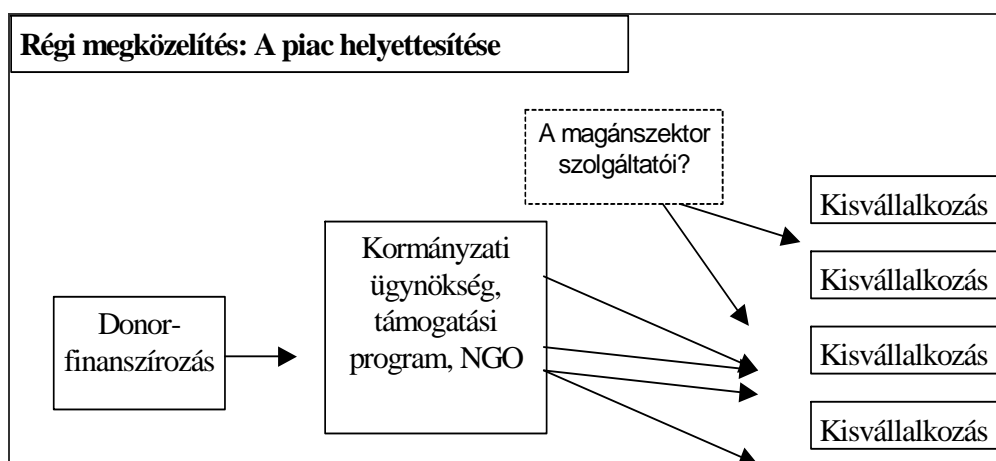 Régi megközelítés: A piac helyettesítése
A magánszektor
szolgáltatói?
Kisvállalkozás
Kormányzati
ügynökség,
támogatási
program, NGO
Kisvállalkozás
Donor-
finanszírozás
Kisvállalkozás
Kisvállalkozás